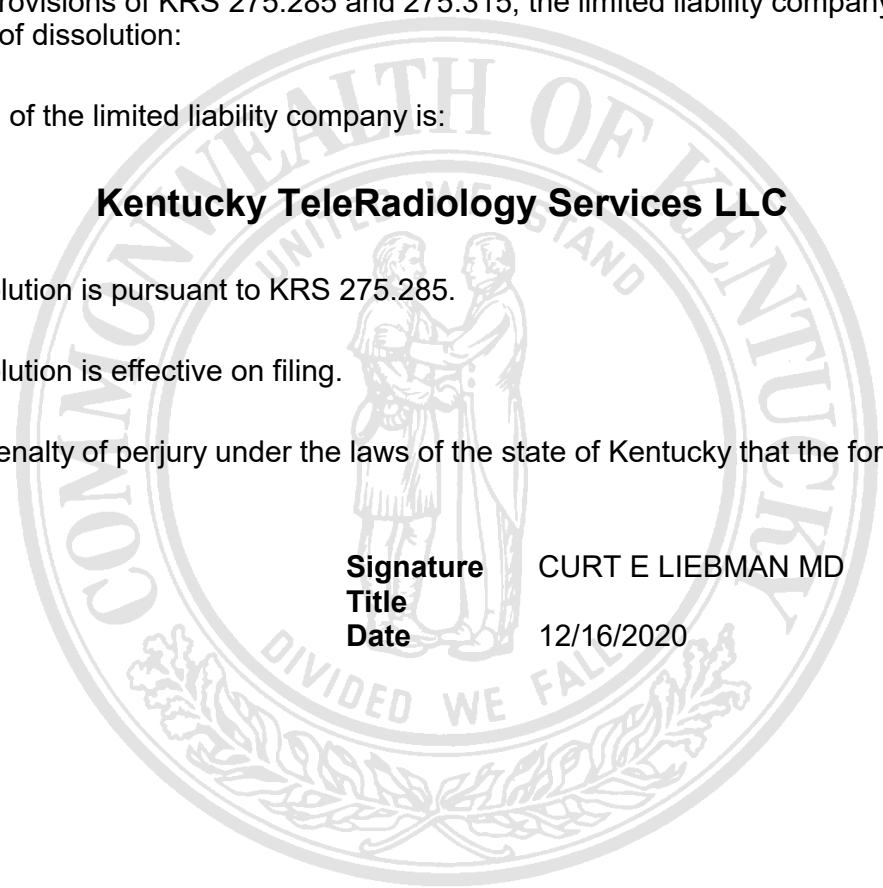 rovisions of KRS 275.285 and 275.315, the limited liability company
of dissolution:
of the limited liability company is:
Kentucky TeleRadiology Services LLC
lution is pursuant to KRS 275.285.
lution is effective on filing.
enalty of perjury under the laws of the state of Kentucky that the for
Signature CURT E LIEBMAN MD
Title
Date 12/16/2020
COMMONWEALTH OF KENTUCKY
UNITED WE STAND
DIVIDED WE FALL